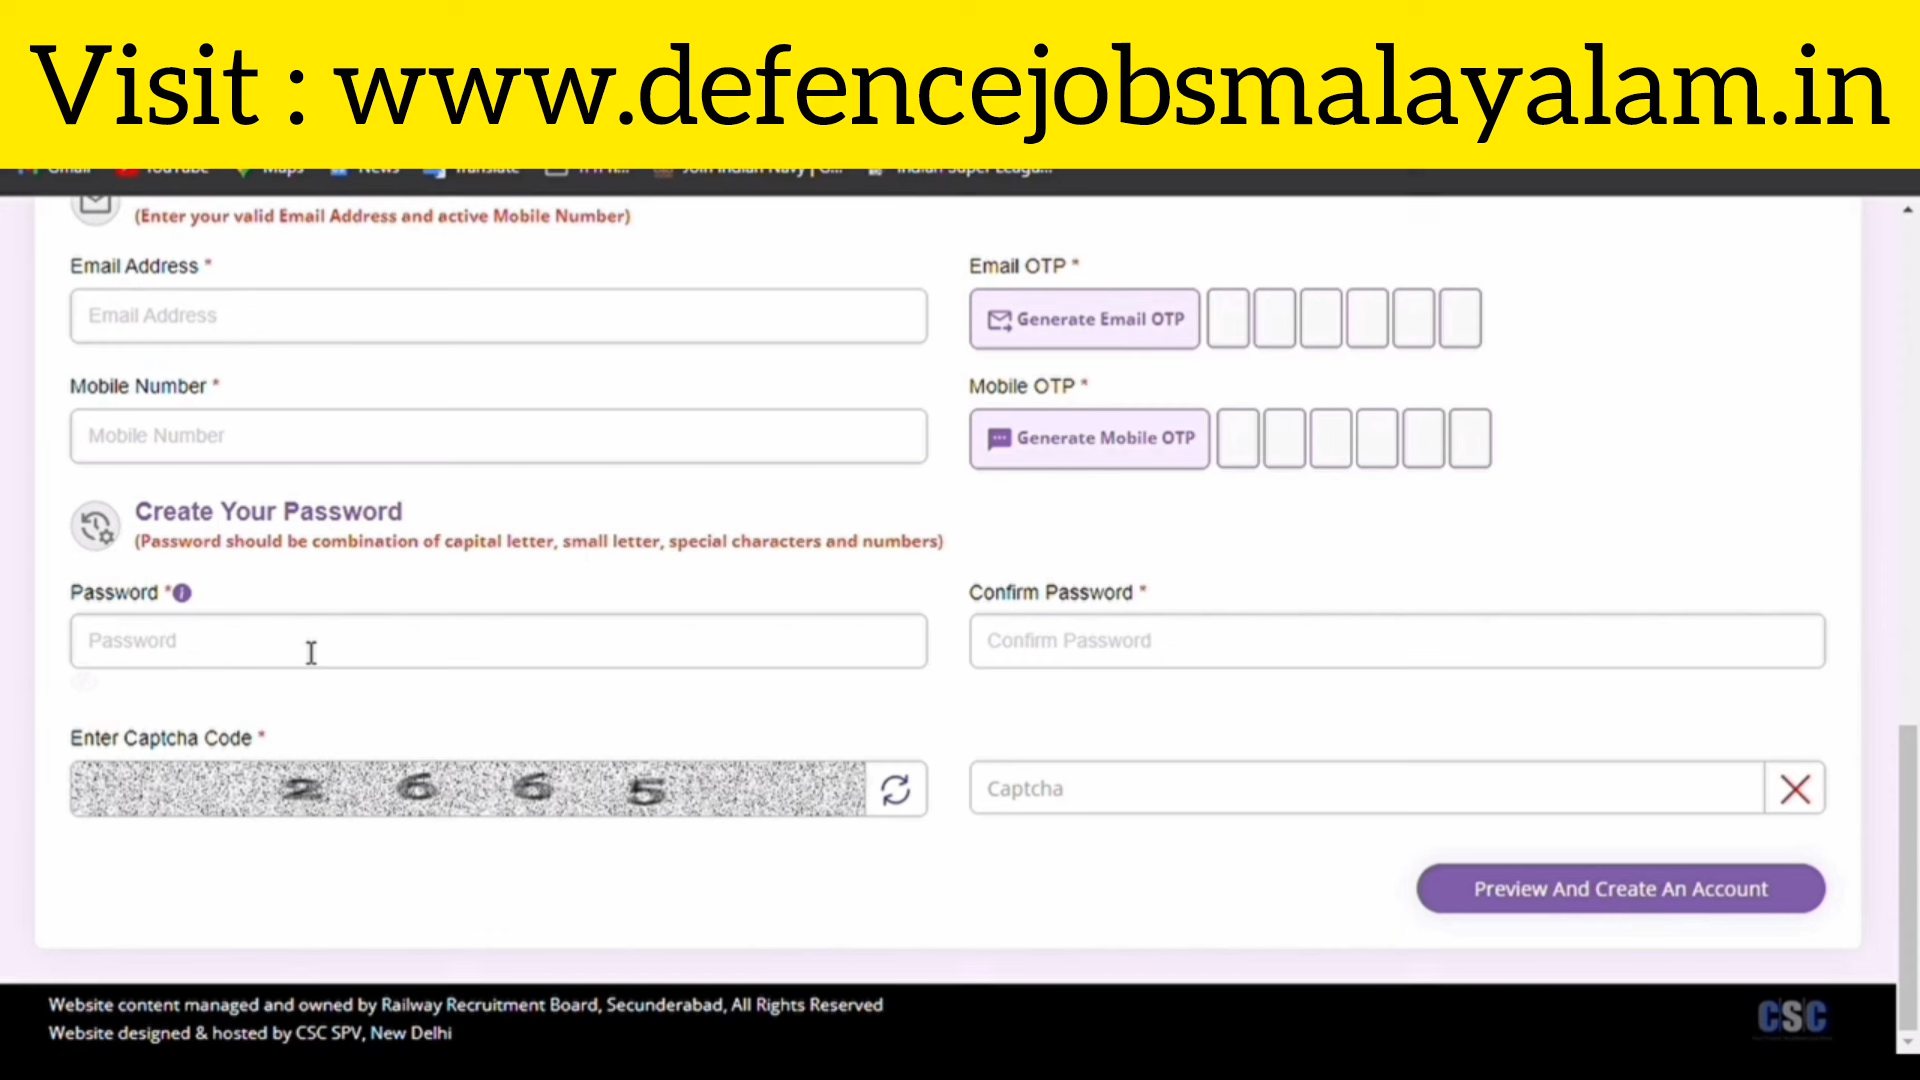 Visit : www.defencejobsmalayalam.in
(Enter your valid Email Address and active Mobile Number)
Email Address *
Email OTP *
Email Address
Generate Email OTP
Mobile Number *
Mobile OTP *
Mobile Number
Generate Mobile OTP
Create Your Password
(Password should be combination of capital letter, small letter, special characters and numbers)
Password * i
Confirm Password *
Password
Confirm Password
Enter Captcha Code *
2 6 6 5
Captcha
Preview And Create An Account
Website content managed and owned by Railway Recruitment Board, Secunderabad, All Rights Reserved
Website designed & hosted by CSC SPV, New Delhi
CSC